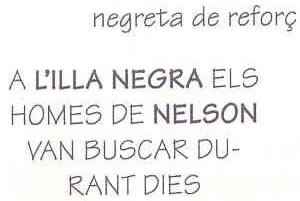 negreta de reforç
A L'ILLA NEGRA ELS
HOMES DE NELSON
VAN BUSCAR DU-
RANT DIES